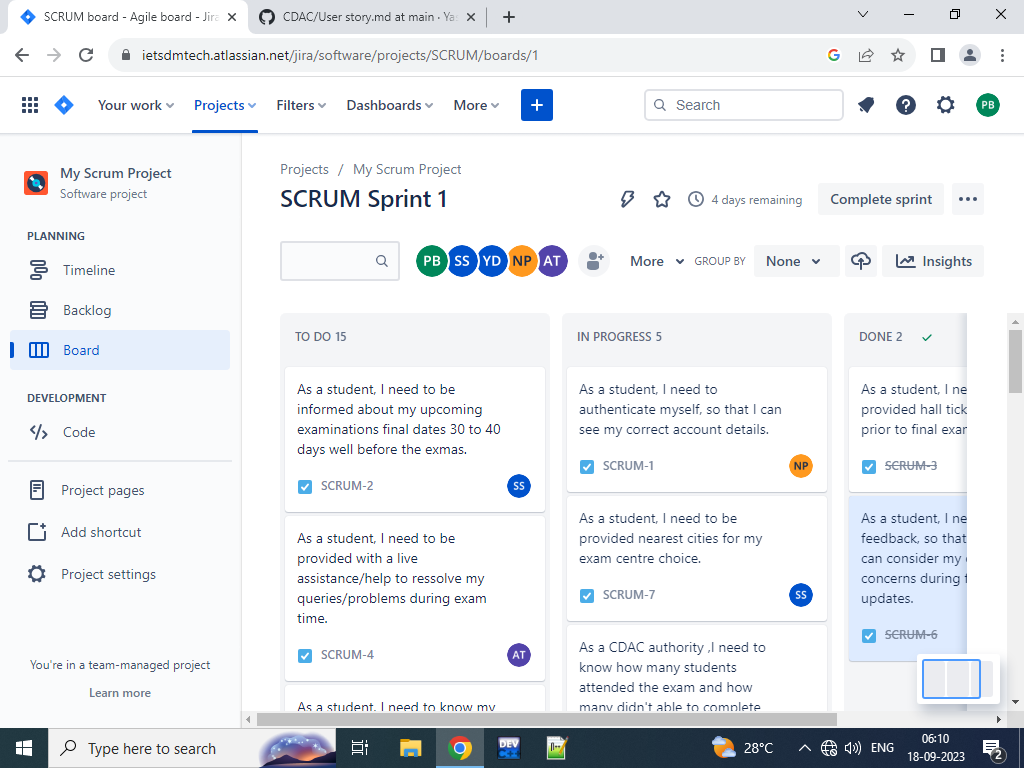 SCRUM board - Agile board - Jira
CDAC/User story.md at main · Yas
ietsdmtech.atlassian.net/jira/software/projects/SCRUM/boards/1
Your work
Projects
Filters
Dashboards
More
Search
PB
My Scrum Project
Software project
PLANNING
Timeline
Backlog
Board
DEVELOPMENT
Code
Project pages
Add shortcut
Project settings
You're in a team-managed project
Learn more
Projects / My Scrum Project
SCRUM Sprint 1
4 days remaining
Complete sprint
PB SS YD NP AT
More
GROUP BY
None
Insights
TO DO 15
As a student, I need to be
informed about my upcoming
examinations final dates 30 to 40
days well before the exmas.
SCRUM-2
SS
As a student, I need to be
provided with a live
assistance/help to ressolve my
queries/problems during exam
time.
SCRUM-4
AT
As a student, I need to know my
IN PROGRESS 5
As a student, I need to
authenticate myself, so that I can
see my correct account details.
SCRUM-1
NP
As a student, I need to be
provided nearest cities for my
exam centre choice.
SCRUM-7
SS
As a CDAC authority ,I need to
know how many students
attended the exam and how
many didn't able to complete
DONE 2
As a student, I ne
provided hall tick
prior to final exar
SCRUM-3
As a student, I ne
feedback, so that
can consider my
concerns during f
updates.
SCRUM-6
Type here to search
DEV
28°C
ENG
06:10
18-09-2023
2